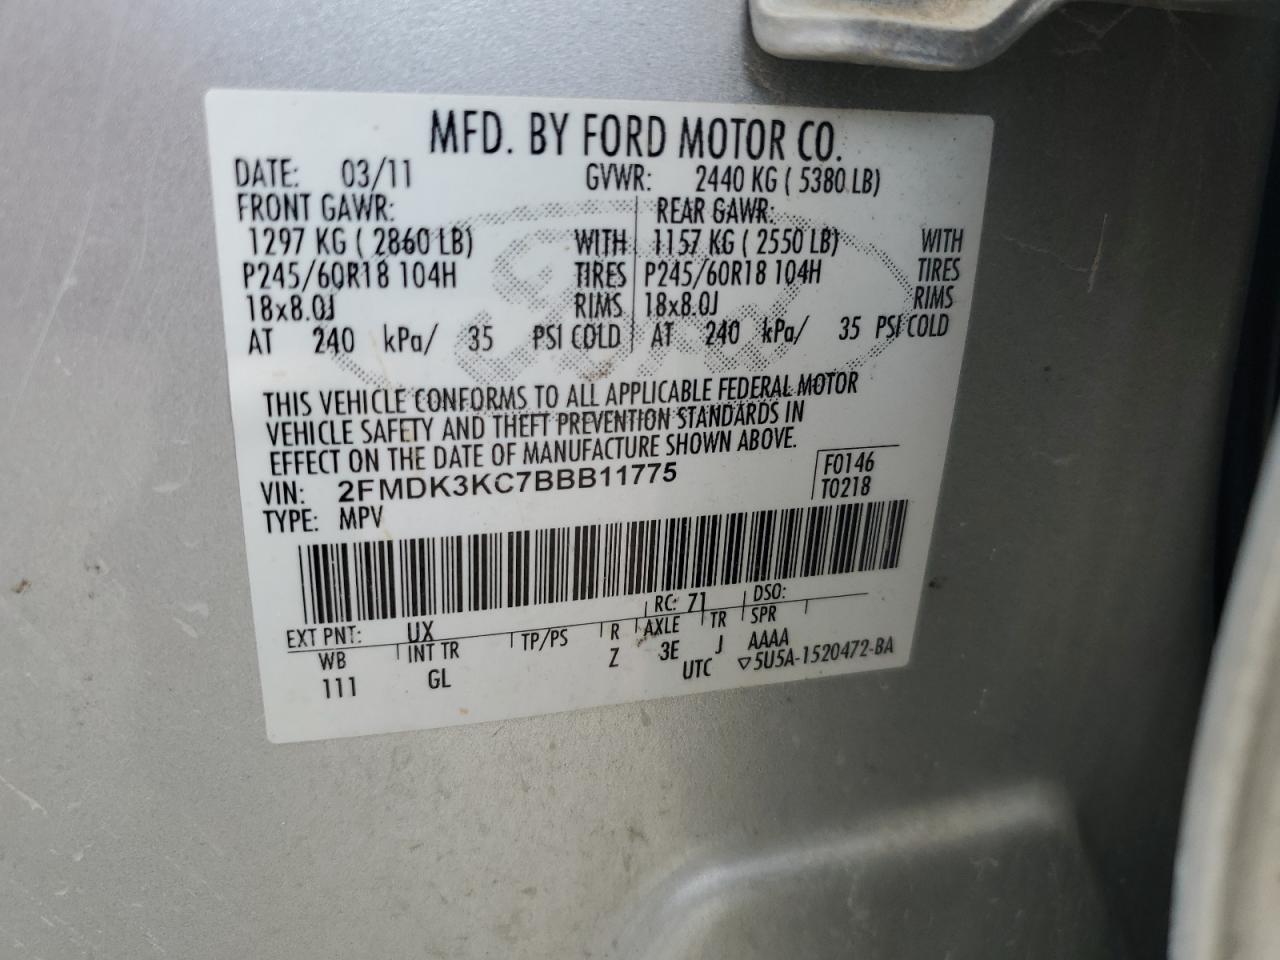 MFD. BY FORD MOTOR CO.
DATE: 03/11 GVWR: 2440 KG ( 5380 LB)
FRONT GAWR: REAR GAWR:
1297 KG ( 2860 LB) WITH 1157 KG ( 2550 LB) WITH
P245/60R18 104H TIRES P245/60R18 104H TIRES
18x8.0J RIMS 18x8.0J RIMS
AT 240 kPa/ 35 PSI COLD AT 240 kPa/ 35 PSI COLD
THIS VEHICLE CONFORMS TO ALL APPLICABLE FEDERAL MOTOR
VEHICLE SAFETY AND THEFT PREVENTION STANDARDS IN
EFFECT ON THE DATE OF MANUFACTURE SHOWN ABOVE.
VIN: 2FMDK3KC7BBB11775 F0146
TYPE: MPV T0218
EXT PNT: UX RC: 71 DSO:
WB INT TR TP/PS R AXLE TR SPR
111 GL Z 3E J AAAA
UTC ▽5U5A-1520472-BA
Ford